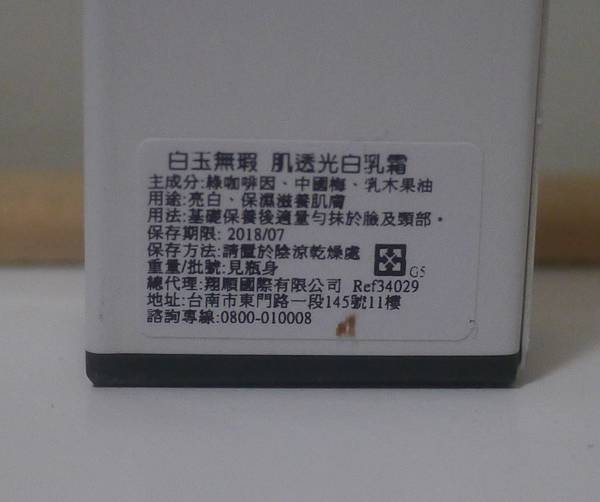 白玉無瑕 肌透光白乳霜
主成分:綠咖啡因、中國梅、乳木果油
用途:亮白、保濕滋養肌膚
用法:基礎保養後適量勻抹於臉及頸部。
保存期限: 2018/07
保存方法:請置於陰涼乾燥處
重量/批號:見瓶身 G5
總代理:翔順國際有限公司 Ref34029
地址:台南市東門路一段145號11樓
諮詢專線:0800-010008